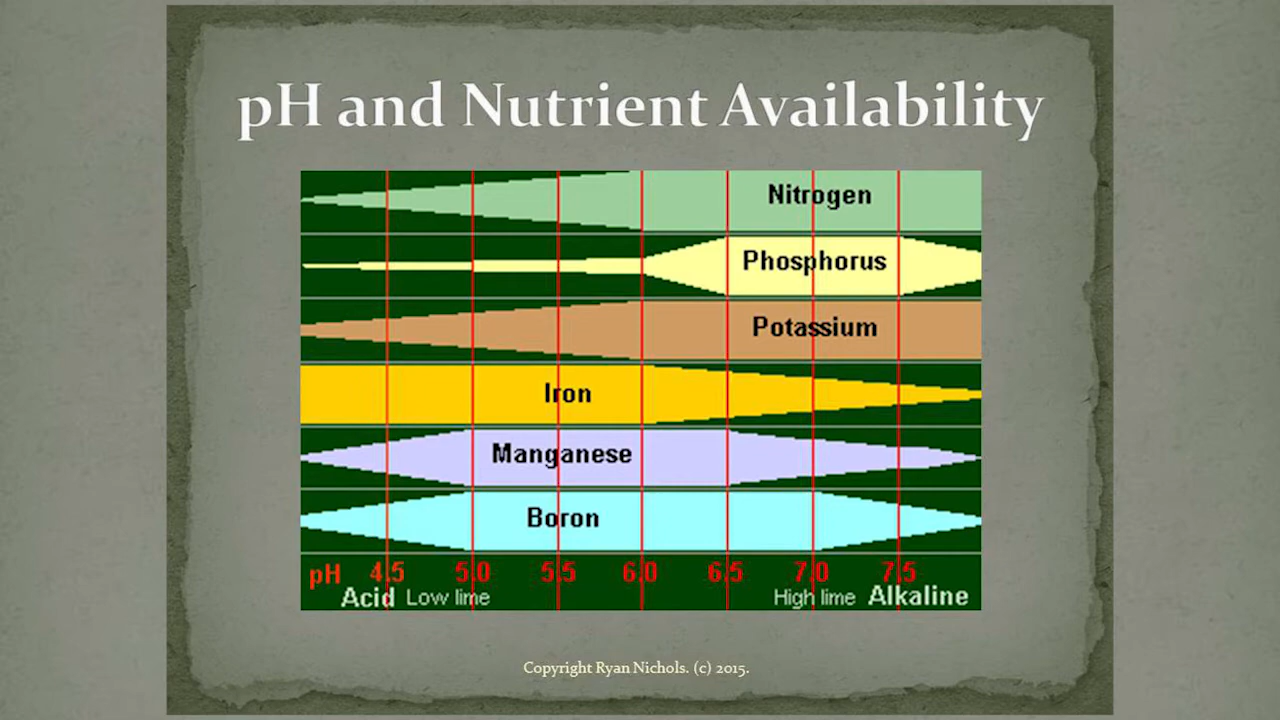 pH and Nutrient Availability
Nitrogen
Phosphorus
Potassium
Iron
Manganese
Boron
pH 4.5 5.0 5.5 6.0 6.5 7.0 7.5
Acid Low lime High lime Alkaline
Copyright Ryan Nichols. (c) 2015.